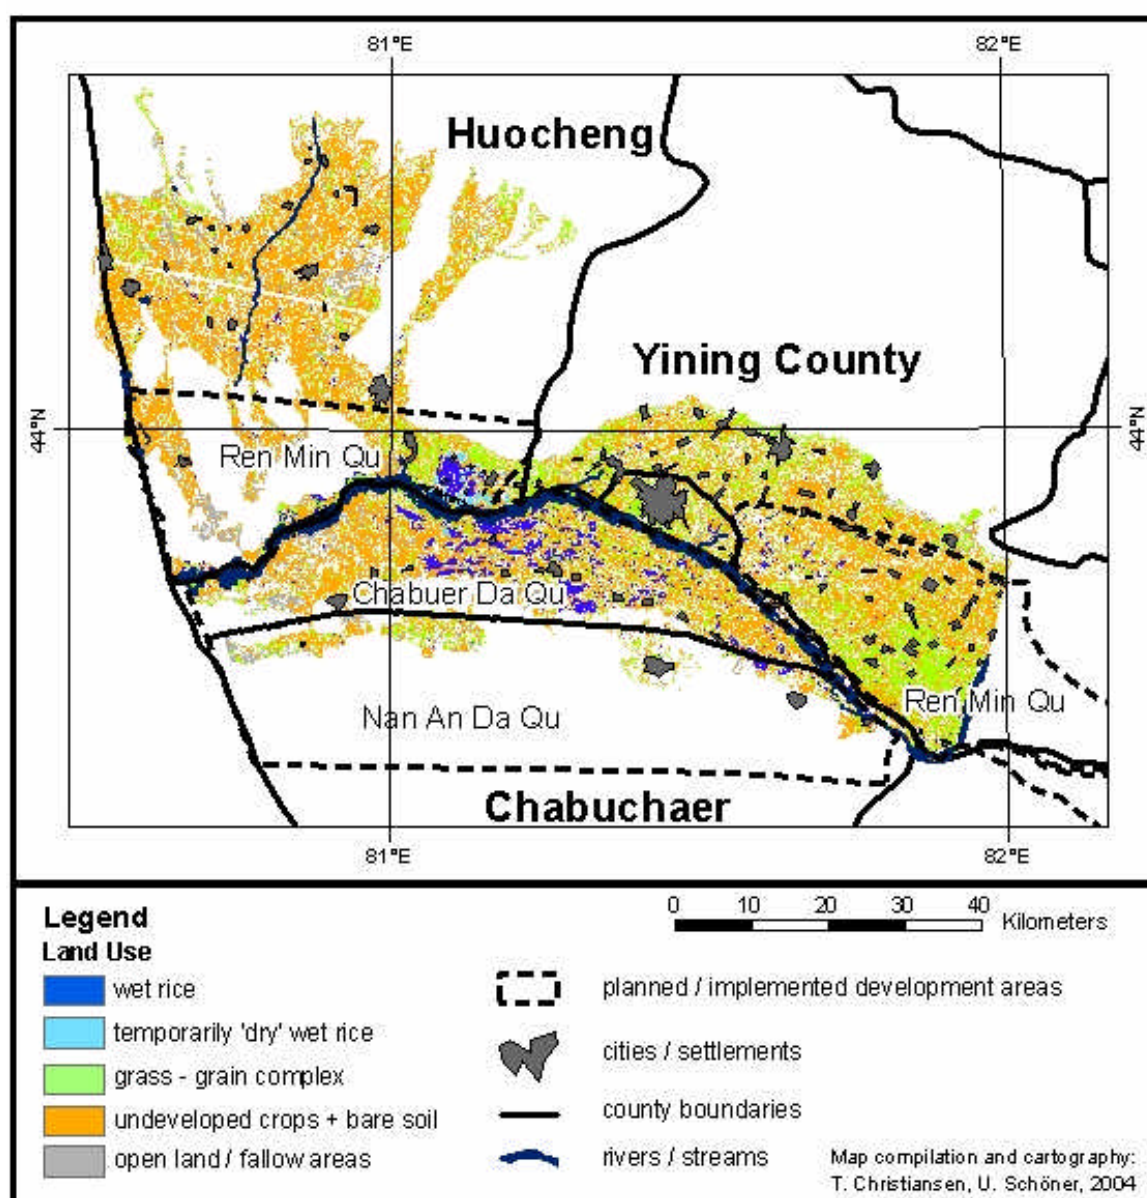 81°E 82°E
Huocheng
Yining County
44°N 44°N
Ren Min Qu
Chabuer Da Qu
Ren Min Qu
Nan An Da Qu
Chabuchaer
81°E 82°E
Legend
Land Use
wet rice
temporarily 'dry' wet rice
grass - grain complex
undeveloped crops + bare soil
open land / fallow areas
0 10 20 30 40
Kilometers
planned / implemented development areas
cities / settlements
county boundaries
rivers / streams
Map compilation and cartography:
T. Christiansen, U. Schöner, 2004